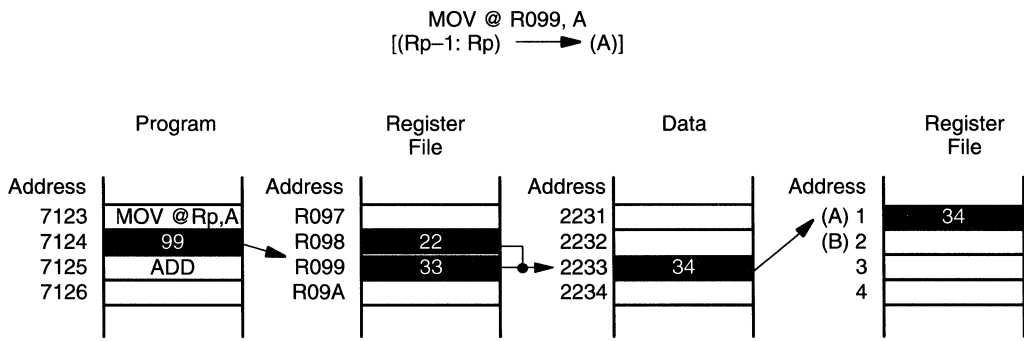 MOV @ R099, A
[(Rp–1: Rp) (A)]
Program
Register
File
Data
Register
File
Address
7123
7124
7125
7126
MOV @Rp,A
99
ADD
Address
R097
R098
R099
R09A
22
33
Address
2231
2232
2233
2234
34
Address
(A) 1
(B) 2
3
4
34